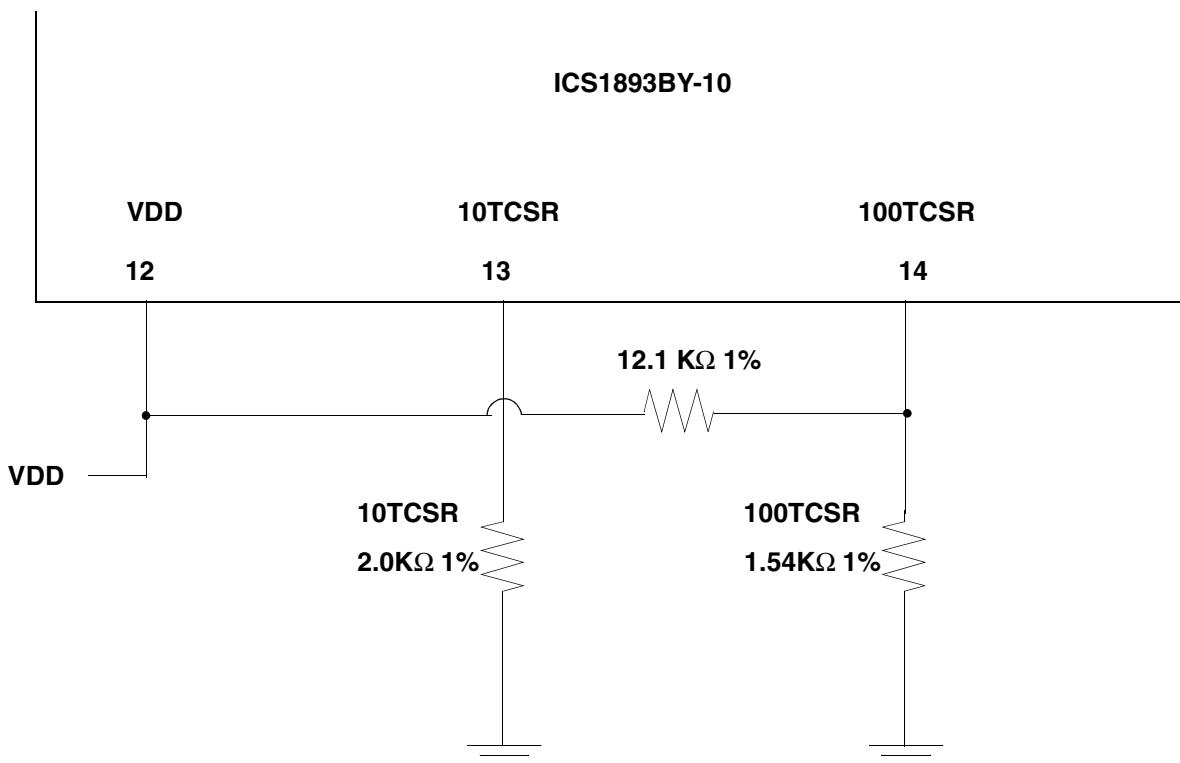 ICS1893BY-10
VDD 10TCSR 100TCSR
12 13 14
12.1 KΩ 1%
VDD
10TCSR 100TCSR
2.0KΩ 1% 1.54KΩ 1%